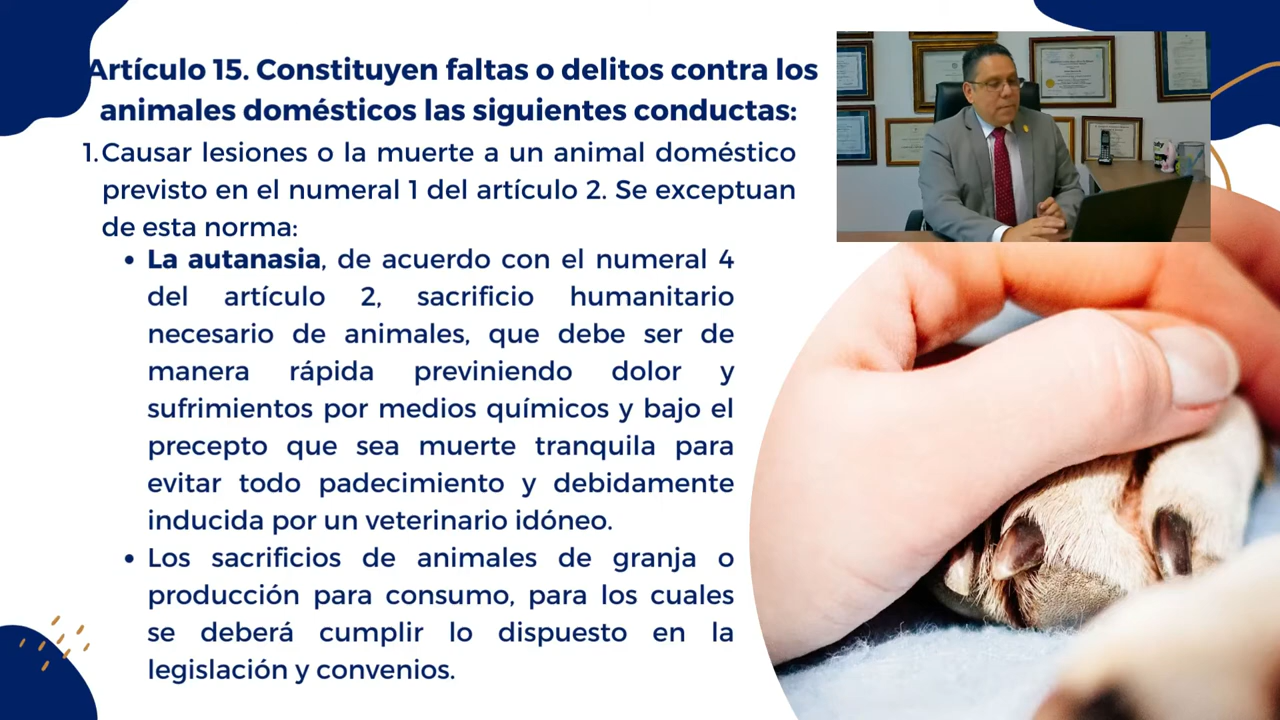 Artículo 15. Constituyen faltas o delitos contra los
animales domésticos las siguientes conductas:
1. Causar lesiones o la muerte a un animal doméstico
previsto en el numeral 1 del artículo 2. Se exceptuan
de esta norma:
• La autanasia, de acuerdo con el numeral 4
del artículo 2, sacrificio humanitario
necesario de animales, que debe ser de
manera rápida previniendo dolor y
sufrimientos por medios químicos y bajo el
precepto que sea muerte tranquila para
evitar todo padecimiento y debidamente
inducida por un veterinario idóneo.
• Los sacrificios de animales de granja o
producción para consumo, para los cuales
se deberá cumplir lo dispuesto en la
legislación y convenios.